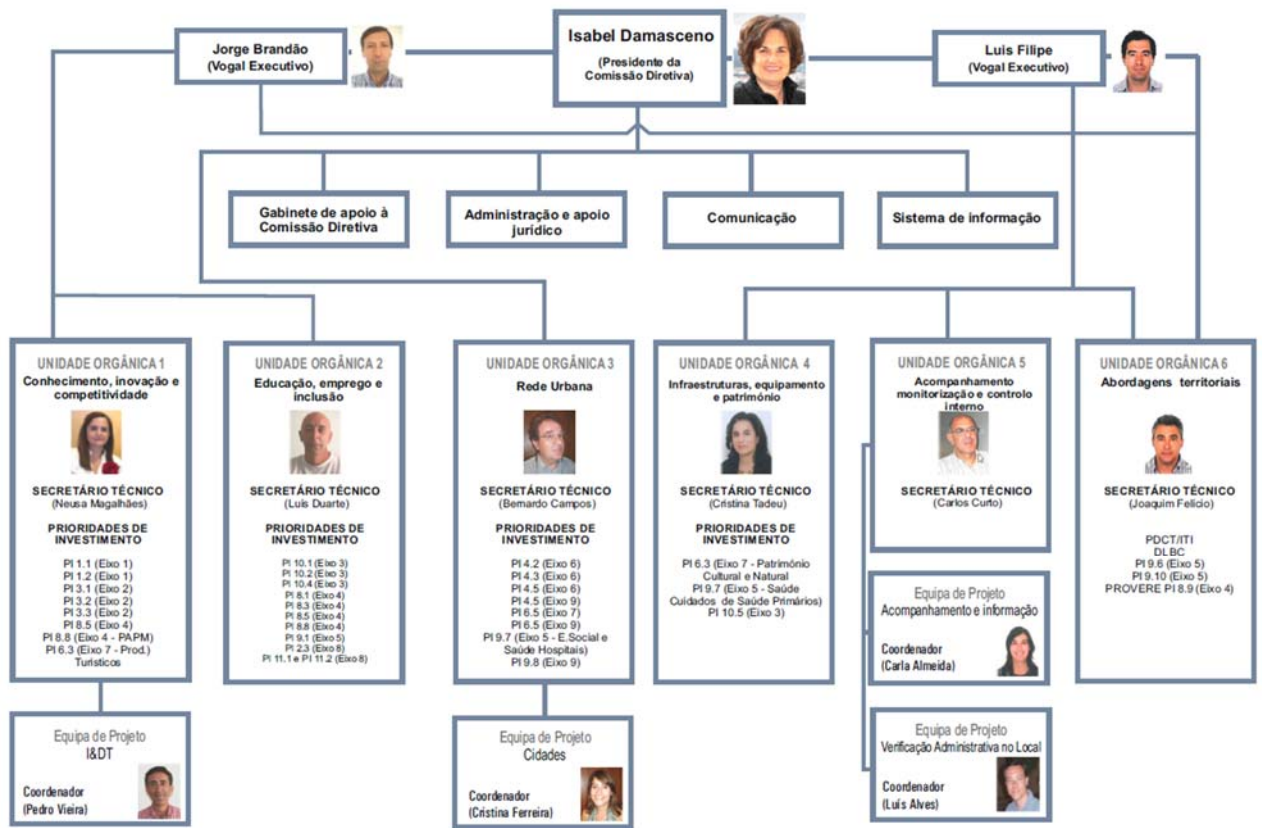 Jorge Brandão
(Vogal Executivo)
Isabel Damasceno
(Presidente da
Comissão Diretiva)
Luis Filipe
(Vogal Executivo)
Gabinete de apoio à
Comissão Diretiva
Administração e apoio
jurídico
Comunicação
Sistema de informação
UNIDADE ORGÂNICA 1
Conhecimento, inovação e
competitividade
SECRETÁRIO TÉCNICO
(Neusa Magalhães)
PRIORIDADES DE
INVESTIMENTO
PI 1.1 (Eixo 1)
PI 1.2 (Eixo 1)
PI 3.1 (Eixo 2)
PI 3.2 (Eixo 2)
PI 3.3 (Eixo 2)
PI 8.5 (Eixo 4)
PI 8.8 (Eixo 4 - PAPM)
PI 6.3 (Eixo 7 - Prod.)
Turísticos
Equipa de Projeto
I&DT
Coordenador
(Pedro Vieira)
UNIDADE ORGÂNICA 2
Educação, emprego e
inclusão
SECRETÁRIO TÉCNICO
(Luis Duarte)
PRIORIDADES DE
INVESTIMENTO
PI 10.1 (Eixo 3)
PI 10.2 (Eixo 3)
PI 10.4 (Eixo 3)
PI 8.1 (Eixo 4)
PI 8.3 (Eixo 4)
PI 8.5 (Eixo 4)
PI 8.8 (Eixo 4)
PI 9.1 (Eixo 5)
PI 2.3 (Eixo 8)
PI 11.1 e PI 11.2 (Eixo 8)
UNIDADE ORGÂNICA 3
Rede Urbana
SECRETÁRIO TÉCNICO
(Bernardo Campos)
PRIORIDADES DE
INVESTIMENTO
PI 4.2 (Eixo 6)
PI 4.3 (Eixo 6)
PI 4.5 (Eixo 6)
PI 4.5 (Eixo 9)
PI 6.5 (Eixo 7)
PI 6.5 (Eixo 9)
PI 9.7 (Eixo 5 - E.Social e
Saúde Hospitais)
PI 9.8 (Eixo 9)
Equipa de Projeto
Cidades
Coordenador
(Cristina Ferreira)
UNIDADE ORGÂNICA 4
Infraestruturas, equipamento
e património
SECRETÁRIO TÉCNICO
(Cristina Tadeu)
PRIORIDADES DE
INVESTIMENTO
PI 6.3 (Eixo 7 - Património
Cultural e Natural
PI 9.7 (Eixo 5 - Saúde
Cuidados de Saúde Primários)
PI 10.5 (Eixo 3)
UNIDADE ORGÂNICA 5
Acompanhamento
monitorização e controlo
interno
SECRETÁRIO TÉCNICO
(Carlos Curto)
Equipa de Projeto
Acompanhamento e informação
Coordenador
(Carla Almeida)
Equipa de Projeto
Verificação Administrativa no Local
Coordenador
(Luís Alves)
UNIDADE ORGÂNICA 6
Abordagens territoriais
SECRETÁRIO TÉCNICO
(Joaquim Felício)
PDCT/ITI
DLBC
PI 9.6 (Eixo 5)
PI 9.10 (Eixo 5)
PROVERE PI 8.9 (Eixo 4)